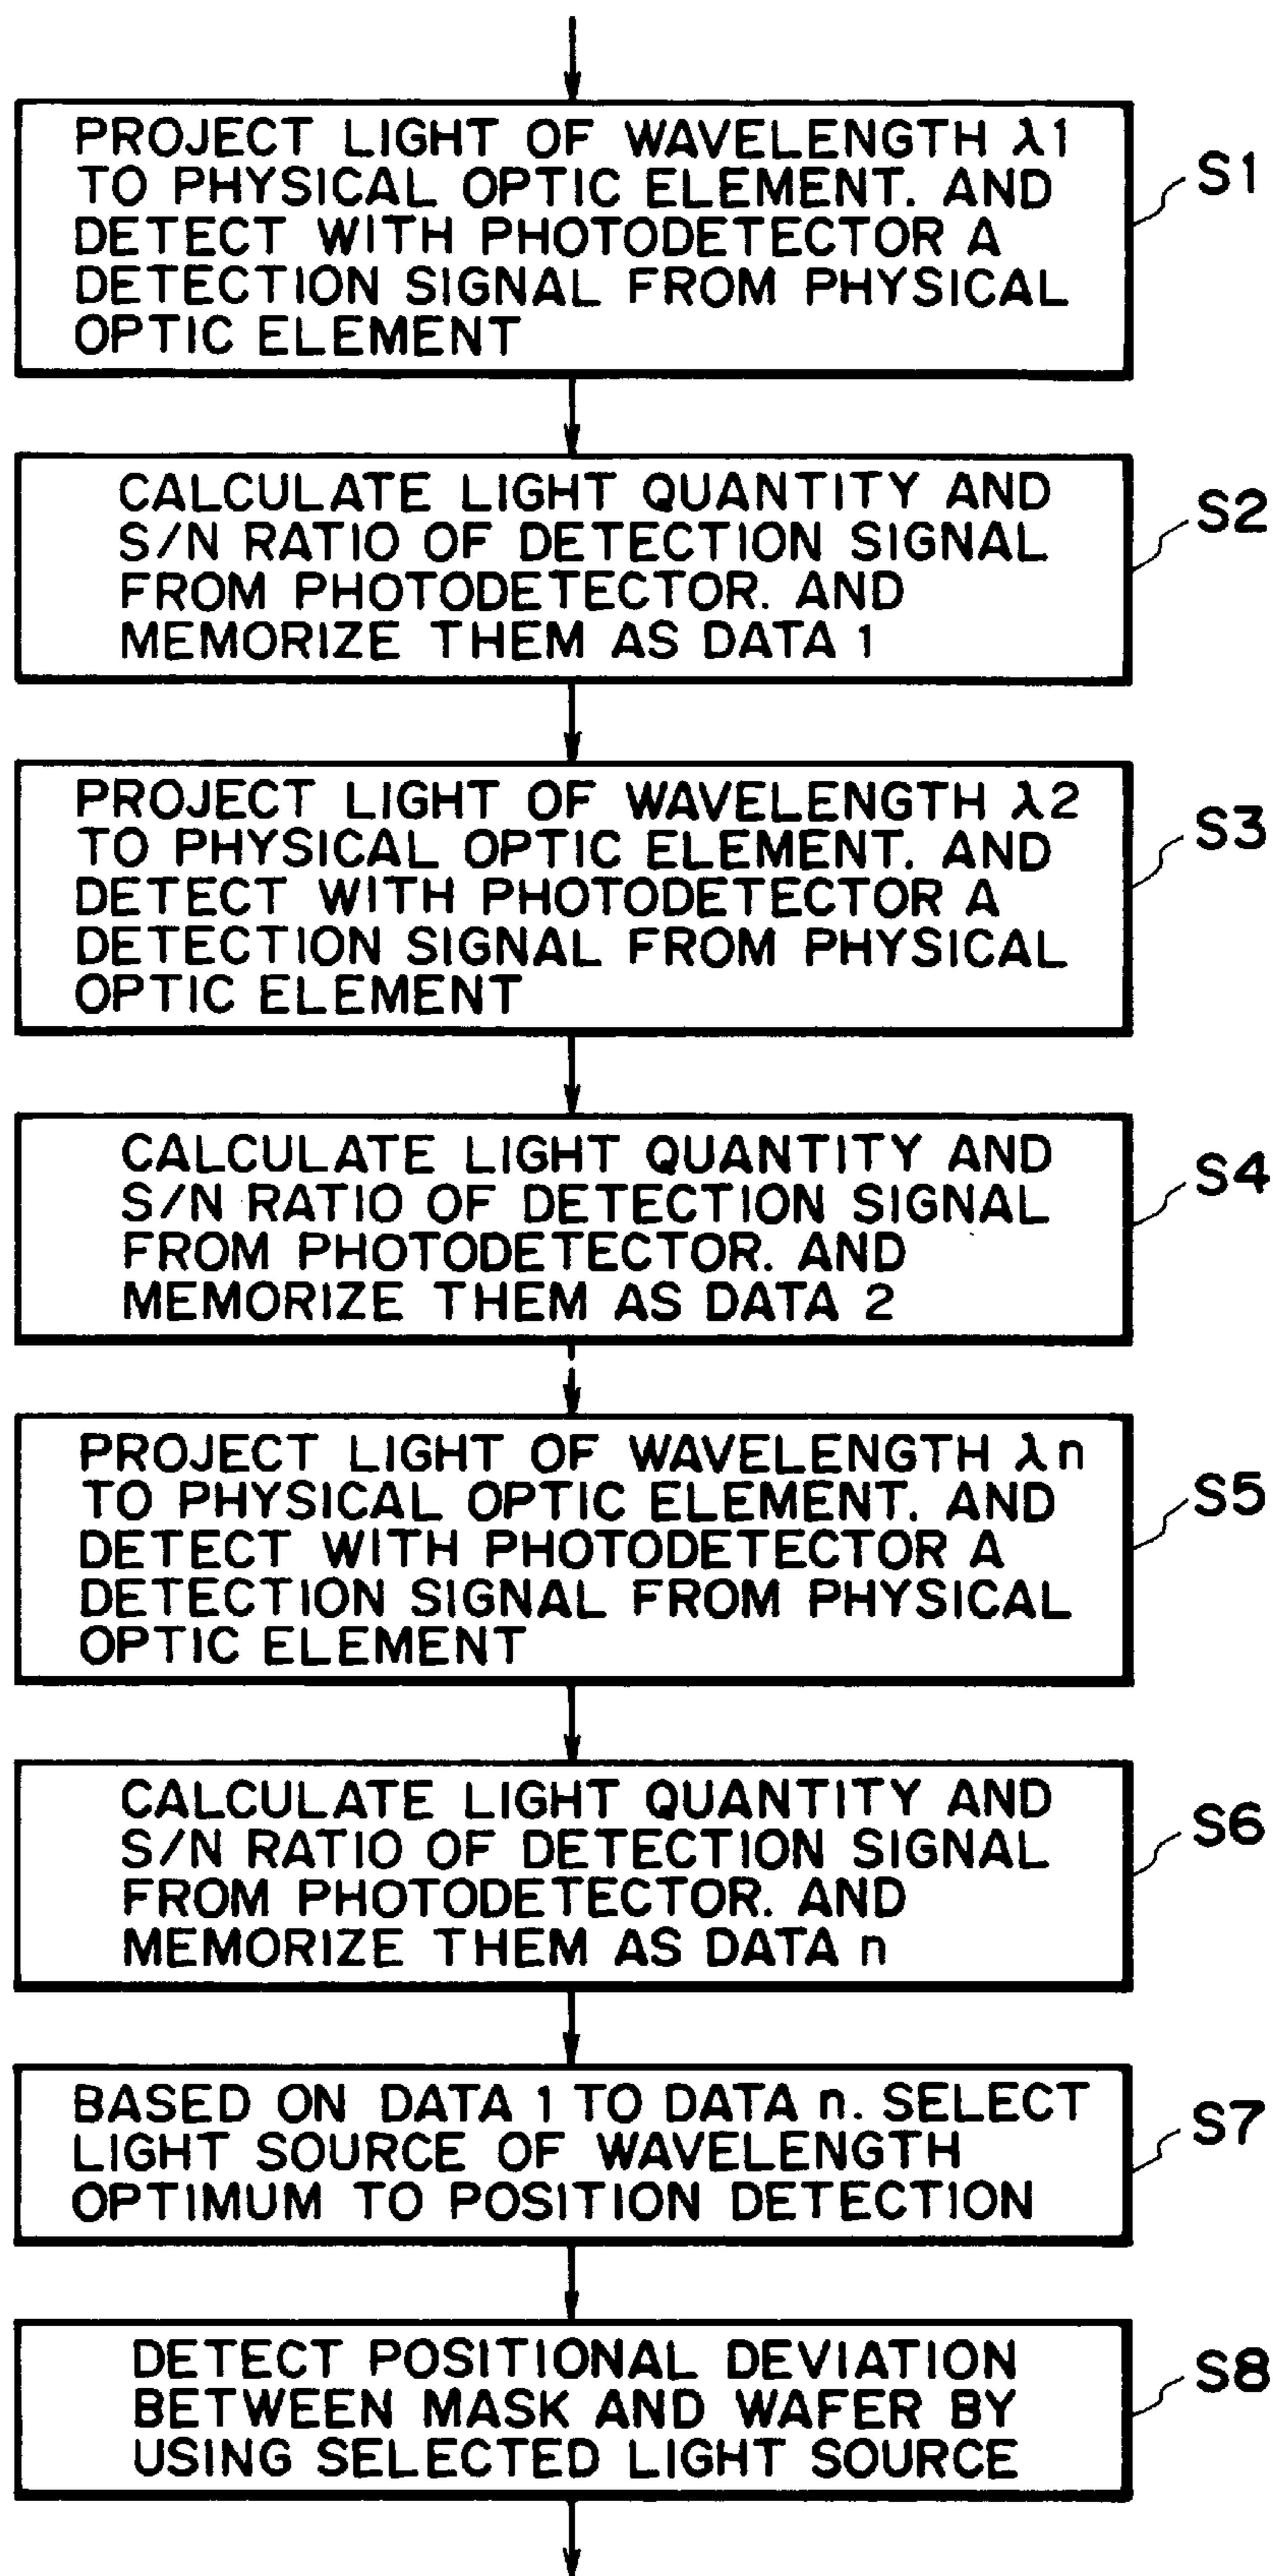 PROJECT LIGHT OF WAVELENGTH λ1
TO PHYSICAL OPTIC ELEMENT. AND
DETECT WITH PHOTODETECTOR A
DETECTION SIGNAL FROM PHYSICAL
OPTIC ELEMENT
S1
CALCULATE LIGHT QUANTITY AND
S/N RATIO OF DETECTION SIGNAL
FROM PHOTODETECTOR. AND
MEMORIZE THEM AS DATA 1
S2
PROJECT LIGHT OF WAVELENGTH λ2
TO PHYSICAL OPTIC ELEMENT. AND
DETECT WITH PHOTODETECTOR A
DETECTION SIGNAL FROM PHYSICAL
OPTIC ELEMENT
S3
CALCULATE LIGHT QUANTITY AND
S/N RATIO OF DETECTION SIGNAL
FROM PHOTODETECTOR. AND
MEMORIZE THEM AS DATA 2
S4
PROJECT LIGHT OF WAVELENGTH λn
TO PHYSICAL OPTIC ELEMENT. AND
DETECT WITH PHOTODETECTOR A
DETECTION SIGNAL FROM PHYSICAL
OPTIC ELEMENT
S5
CALCULATE LIGHT QUANTITY AND
S/N RATIO OF DETECTION SIGNAL
FROM PHOTODETECTOR. AND
MEMORIZE THEM AS DATA n
S6
BASED ON DATA 1 TO DATA n. SELECT
LIGHT SOURCE OF WAVELENGTH
OPTIMUM TO POSITION DETECTION
S7
DETECT POSITIONAL DEVIATION
BETWEEN MASK AND WAFER BY
USING SELECTED LIGHT SOURCE
S8